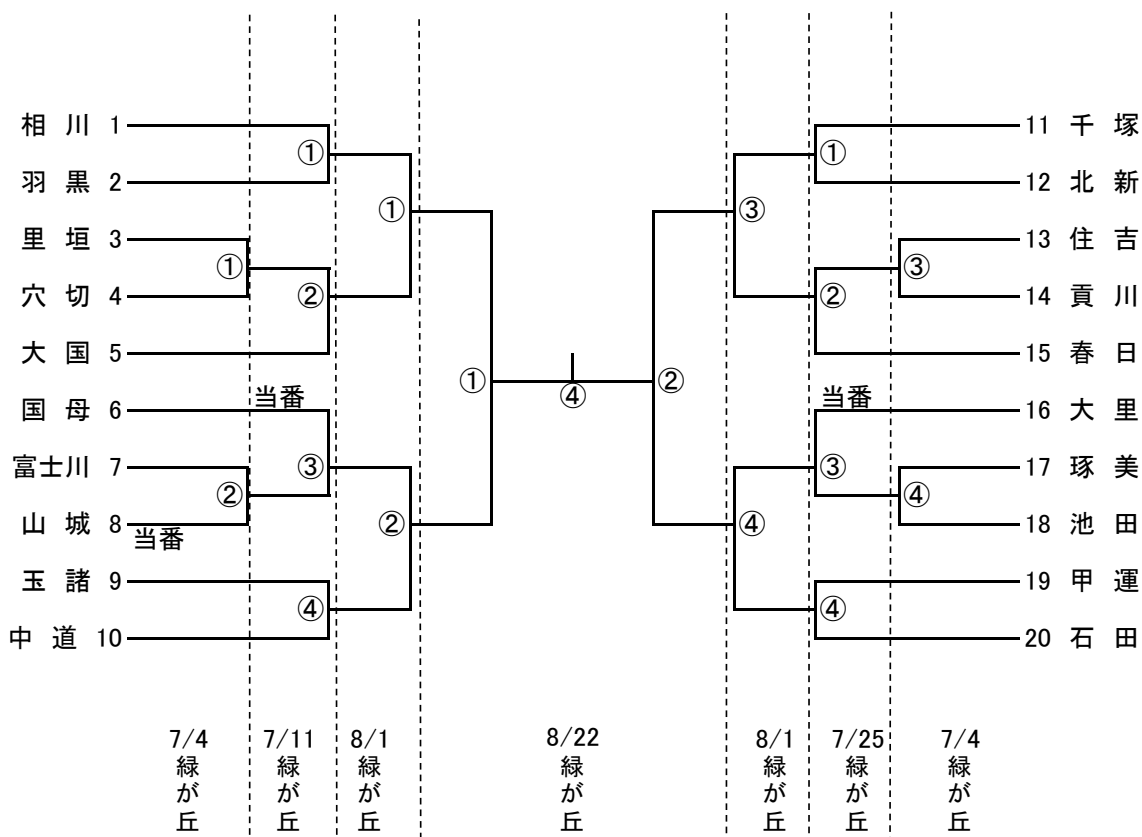 相川 1
羽黒 2
里垣 3
穴切 4
大国 5
国母 6
富士川 7
山城 8
玉諸 9
中道 10
①
②
当番
当番
①
②
③
④
①
②
①
④
②
③
④
①
②
当番
③
④
③
④
11 千塚
12 北新
13 住吉
14 貢川
15 春日
16 大里
17 琢美
18 池田
19 甲運
20 石田
7/4
緑が丘
7/11
緑が丘
8/1
緑が丘
8/22
緑が丘
8/1
緑が丘
7/25
緑が丘
7/4
緑が丘